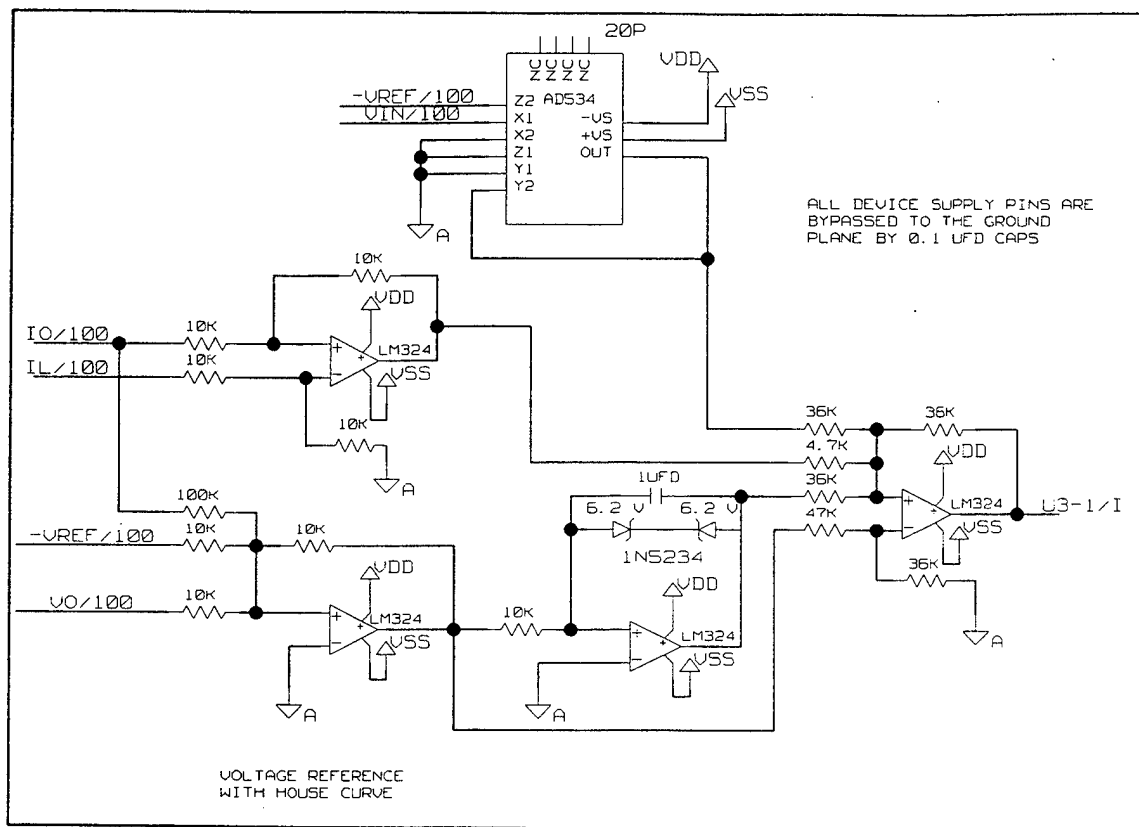 20P
NC NC NC NC
VDD
VSS
AD534
-VREF/100
VIN/100
Z2
X1
X2
Z1
Y1
Y2
-VS
+VS
OUT
A
ALL DEVICE SUPPLY PINS ARE
BYPASSED TO THE GROUND
PLANE BY 0.1 UFD CAPS
10K
VDD
IO/100
10K
+
LM324
IL/100
10K
-
+
VSS
10K
A
36K
36K
4.7K
VDD
1UFD
36K
+
LM324
U3-1/I
6.2 V
6.2 V
47K
-
+
VSS
1N5234
36K
A
100K
-VREF/100
10K
10K
VDD
VO/100
10K
+
LM324
-
+
VSS
A
10K
VDD
+
LM324
-
+
VSS
A
VOLTAGE REFERENCE
WITH HOUSE CURVE